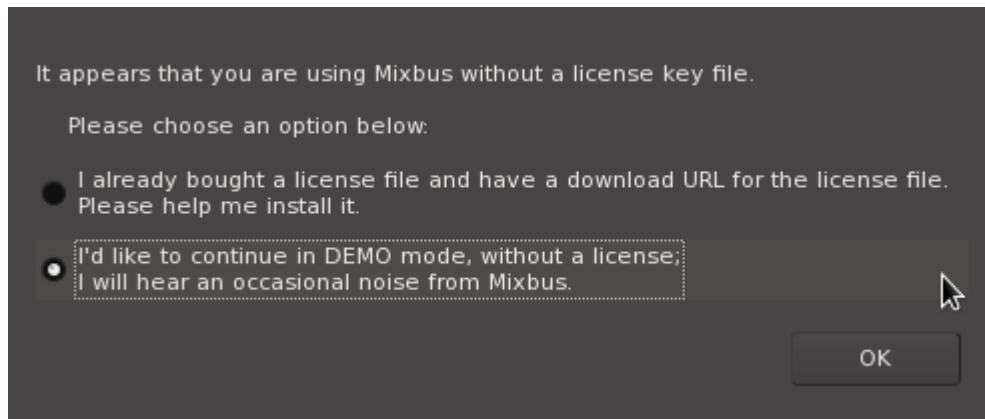 It appears that you are using Mixbus without a license key file.
Please choose an option below:
I already bought a license file and have a download URL for the license file.
Please help me install it.
I'd like to continue in DEMO mode, without a license;
I will hear an occasional noise from Mixbus.
OK